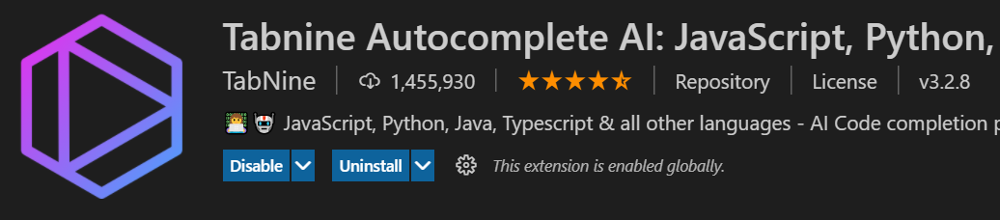 Tabnine Autocomplete AI: JavaScript, Python,
TabNine 1,455,930 Repository License v3.2.8
JavaScript, Python, Java, Typescript & all other languages - AI Code completion
Disable Uninstall This extension is enabled globally.